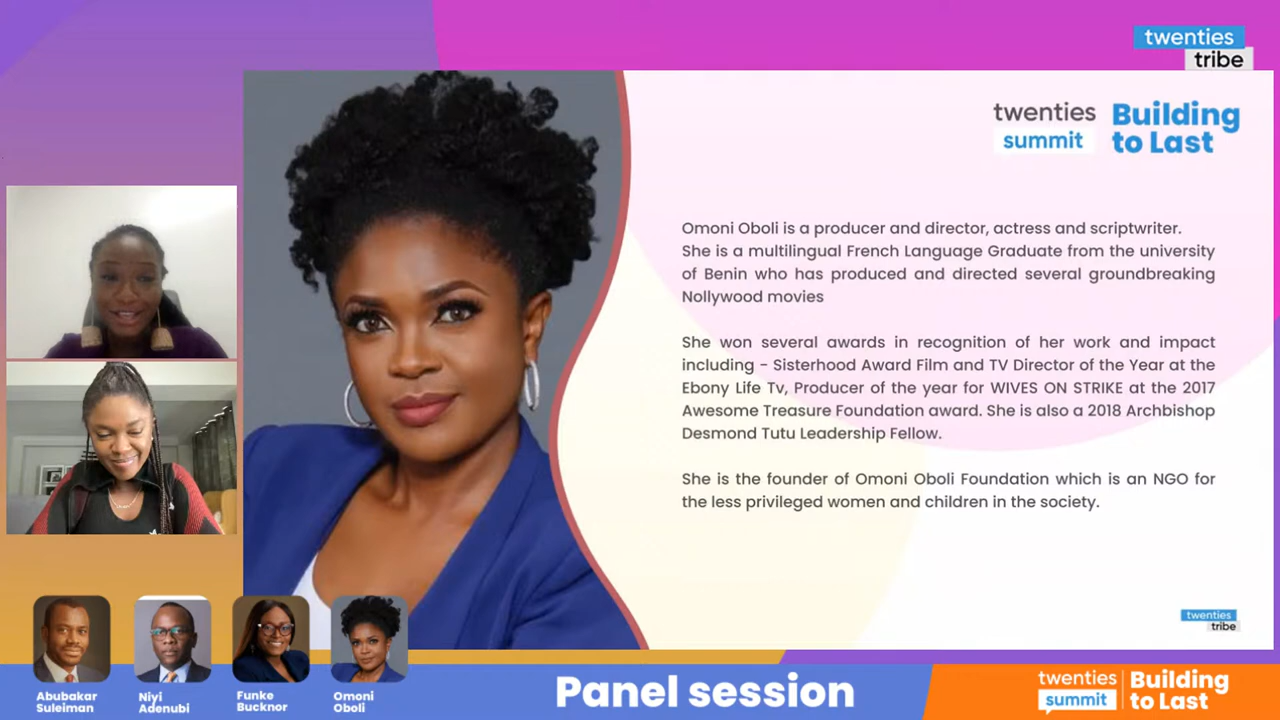 twenties
tribe
twenties
summit
Building
to Last
Omoni Oboli is a producer and director, actress and scriptwriter.
She is a multilingual French Language Graduate from the university
of Benin who has produced and directed several groundbreaking
Nollywood movies
She won several awards in recognition of her work and impact
including - Sisterhood Award Film and TV Director of the Year at the
Ebony Life Tv, Producer of the year for WIVES ON STRIKE at the 2017
Awesome Treasure Foundation award. She is also a 2018 Archbishop
Desmond Tutu Leadership Fellow.
She is the founder of Omoni Oboli Foundation which is an NGO for
the less privileged women and children in the society.
twenties
tribe
Abubakar
Suleiman
Niyi
Adenubi
Funke
Bucknor
Omoni
Oboli
Panel session
twenties
summit
Building
to Last